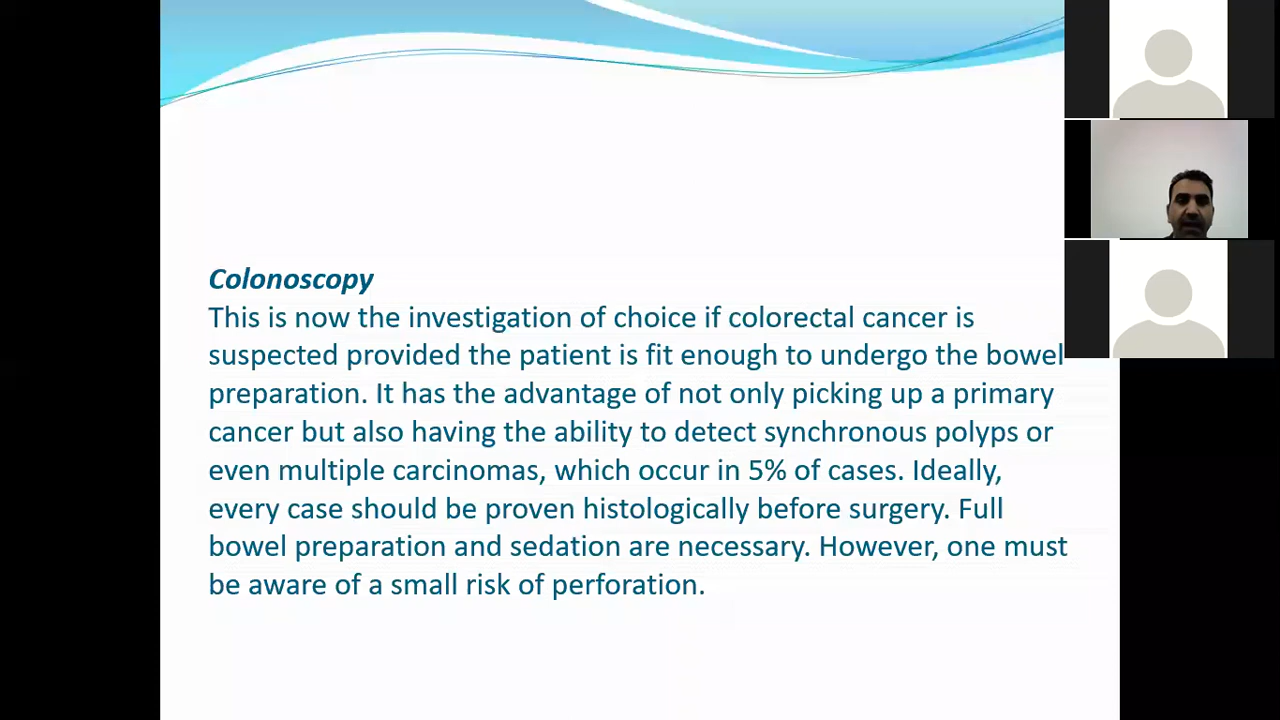 Colonoscopy
This is now the investigation of choice if colorectal cancer is
suspected provided the patient is fit enough to undergo the bowel
preparation. It has the advantage of not only picking up a primary
cancer but also having the ability to detect synchronous polyps or
even multiple carcinomas, which occur in 5% of cases. Ideally,
every case should be proven histologically before surgery. Full
bowel preparation and sedation are necessary. However, one must
be aware of a small risk of perforation.